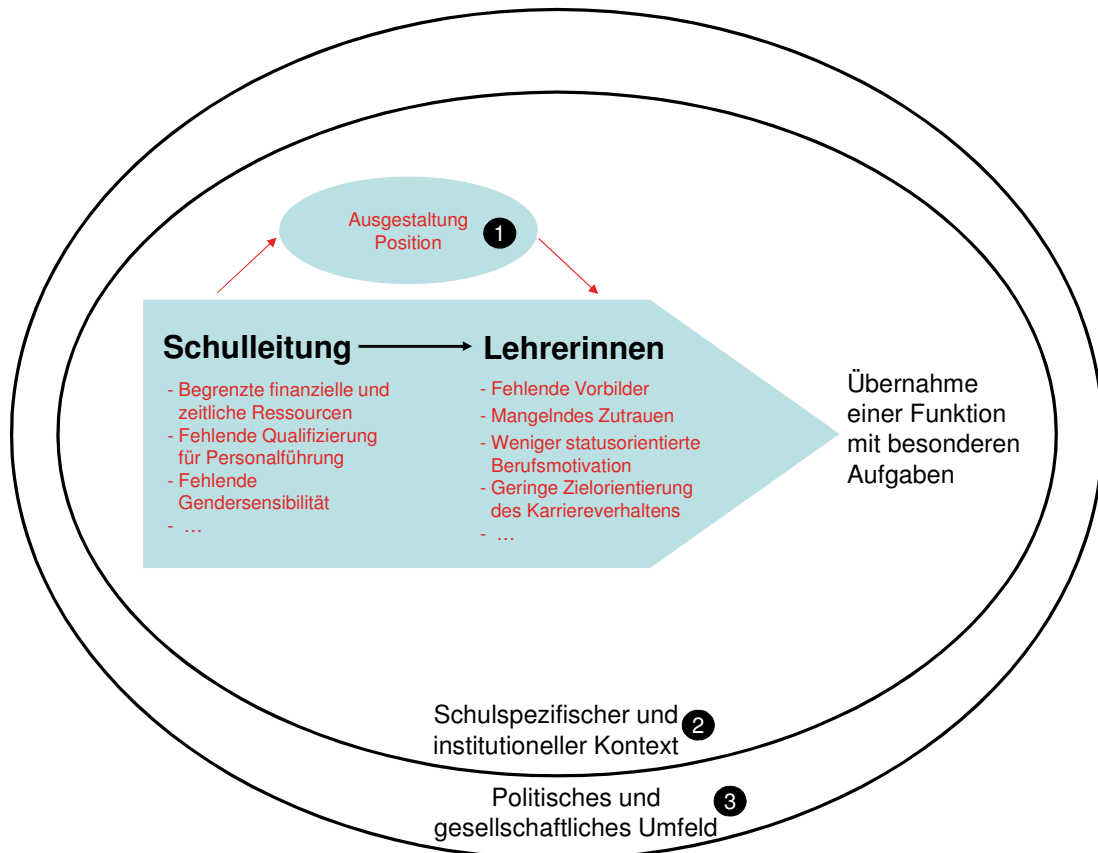 Ausgestaltung
Position
1
Schulleitung
- Begrenzte finanzielle und
zeitliche Ressourcen
- Fehlende Qualifizierung
für Personalführung
- Fehlende
Gendersensibilität
- ...
Lehrerinnen
- Fehlende Vorbilder
- Mangelndes Zutrauen
- Weniger statusorientierte
Berufsmotivation
- Geringe Zielorientierung
des Karriereverhaltens
- ...
Übernahme
einer Funktion
mit besonderen
Aufgaben
Schulspezifischer und
institutioneller Kontext
2
Politisches und
gesellschaftliches Umfeld
3